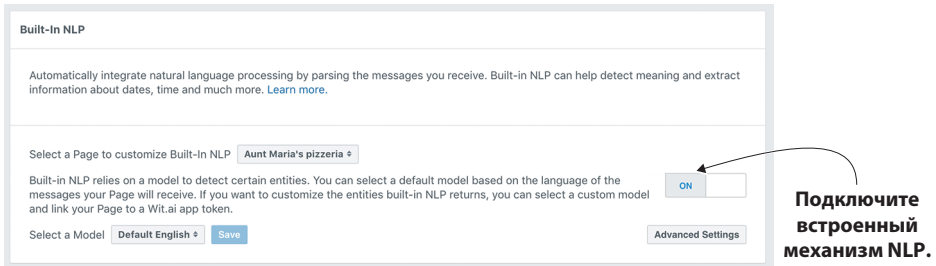 Built-In NLP
Automatically integrate natural language processing by parsing the messages you receive. Built-in NLP can help detect meaning and extract
information about dates, time and much more. Learn more.
Select a Page to customize Built-In NLP Aunt Maria's pizzeria
Built-in NLP relies on a model to detect certain entities. You can select a default model based on the language of the
messages your Page will receive. If you want to customize the entities built-in NLP returns, you can select a custom model
and link your Page to a Wit.ai app token.
ON
Select a Model Default English Save
Advanced Settings
Подключите
встроенный
механизм NLP.